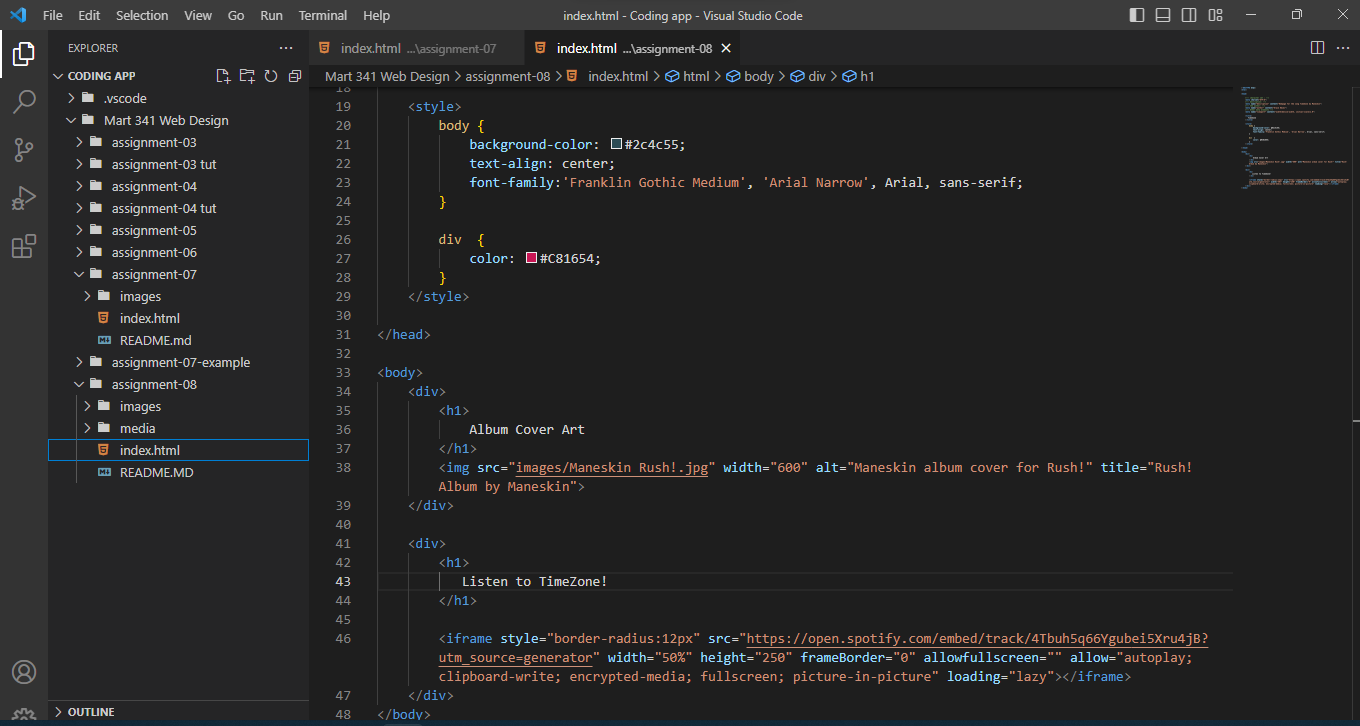 File Edit Selection View Go Run Terminal Help index.html - Coding app - Visual Studio Code
EXPLORER
index.html ...\assignment-07 index.html ...\assignment-08
CODING APP
Mart 341 Web Design > assignment-08 > index.html > html > body > div > h1
.vscode
Mart 341 Web Design
assignment-03
assignment-03 tut
assignment-04
assignment-04 tut
assignment-05
assignment-06
assignment-07
images
index.html
README.md
assignment-07-example
assignment-08
images
media
index.html
README.MD
OUTLINE
18
19 <style>
20 body {
21 background-color: #2c4c55;
22 text-align: center;
23 font-family:'Franklin Gothic Medium', 'Arial Narrow', Arial, sans-serif;
24 }
25
26 div  {
27 color: #C81654;
28 }
29 </style>
30
31 </head>
32
33 <body>
34 <div>
35 <h1>
36 Album Cover Art
37 </h1>
38 <img src="images/Maneskin Rush!.jpg" width="600" alt="Maneskin album cover for Rush!" title="Rush!
Album by Maneskin">
39 </div>
40
41 <div>
42 <h1>
43 Listen to TimeZone!
44 </h1>
45
46 <iframe style="border-radius:12px" src="https://open.spotify.com/embed/track/4Tbuh5q66Ygubei5Xru4jB?
utm_source=generator" width="50%" height="250" frameBorder="0" allowfullscreen="" allow="autoplay;
clipboard-write; encrypted-media; fullscreen; picture-in-picture" loading="lazy"></iframe>
47 </div>
48 </body>